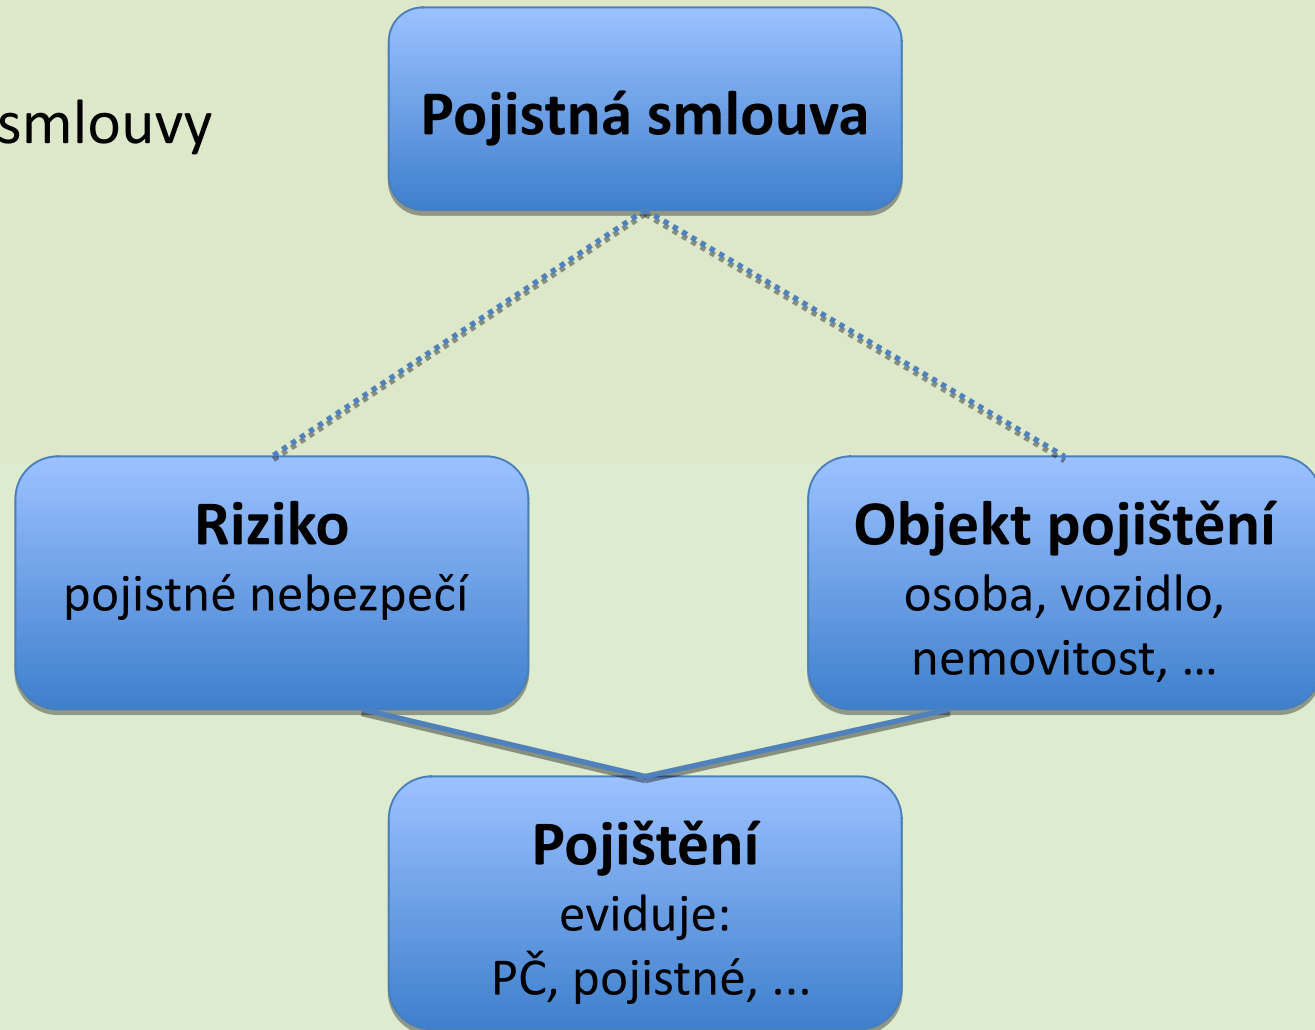 smlouvy
Pojistná smlouva
Riziko
pojistné nebezpečí
Objekt pojištění
osoba, vozidlo,
nemovitost, …
Pojištění
eviduje:
PČ, pojistné, ...